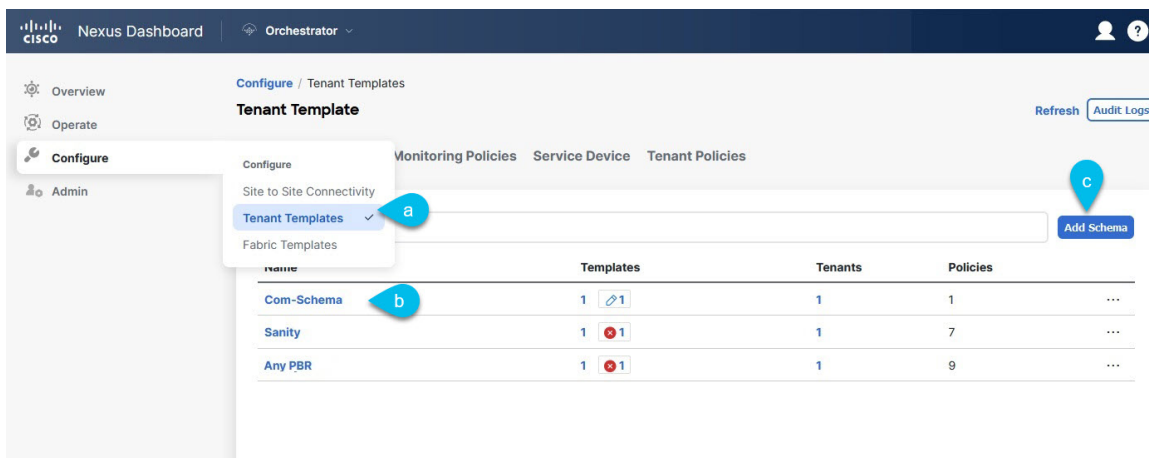 CISCO Nexus Dashboard Orchestrator ?
Overview
Operate
Configure
Admin
Configure / Tenant Templates
Tenant Template
Refresh Audit Logs
Monitoring Policies Service Device Tenant Policies
Configure
Site to Site Connectivity
Tenant Templates
Fabric Templates
a
b
c
Add Schema
Name Templates Tenants Policies
Com-Schema 1 1 1 1 ...
Sanity 1 1 1 7 ...
Any PBR 1 1 1 9 ...